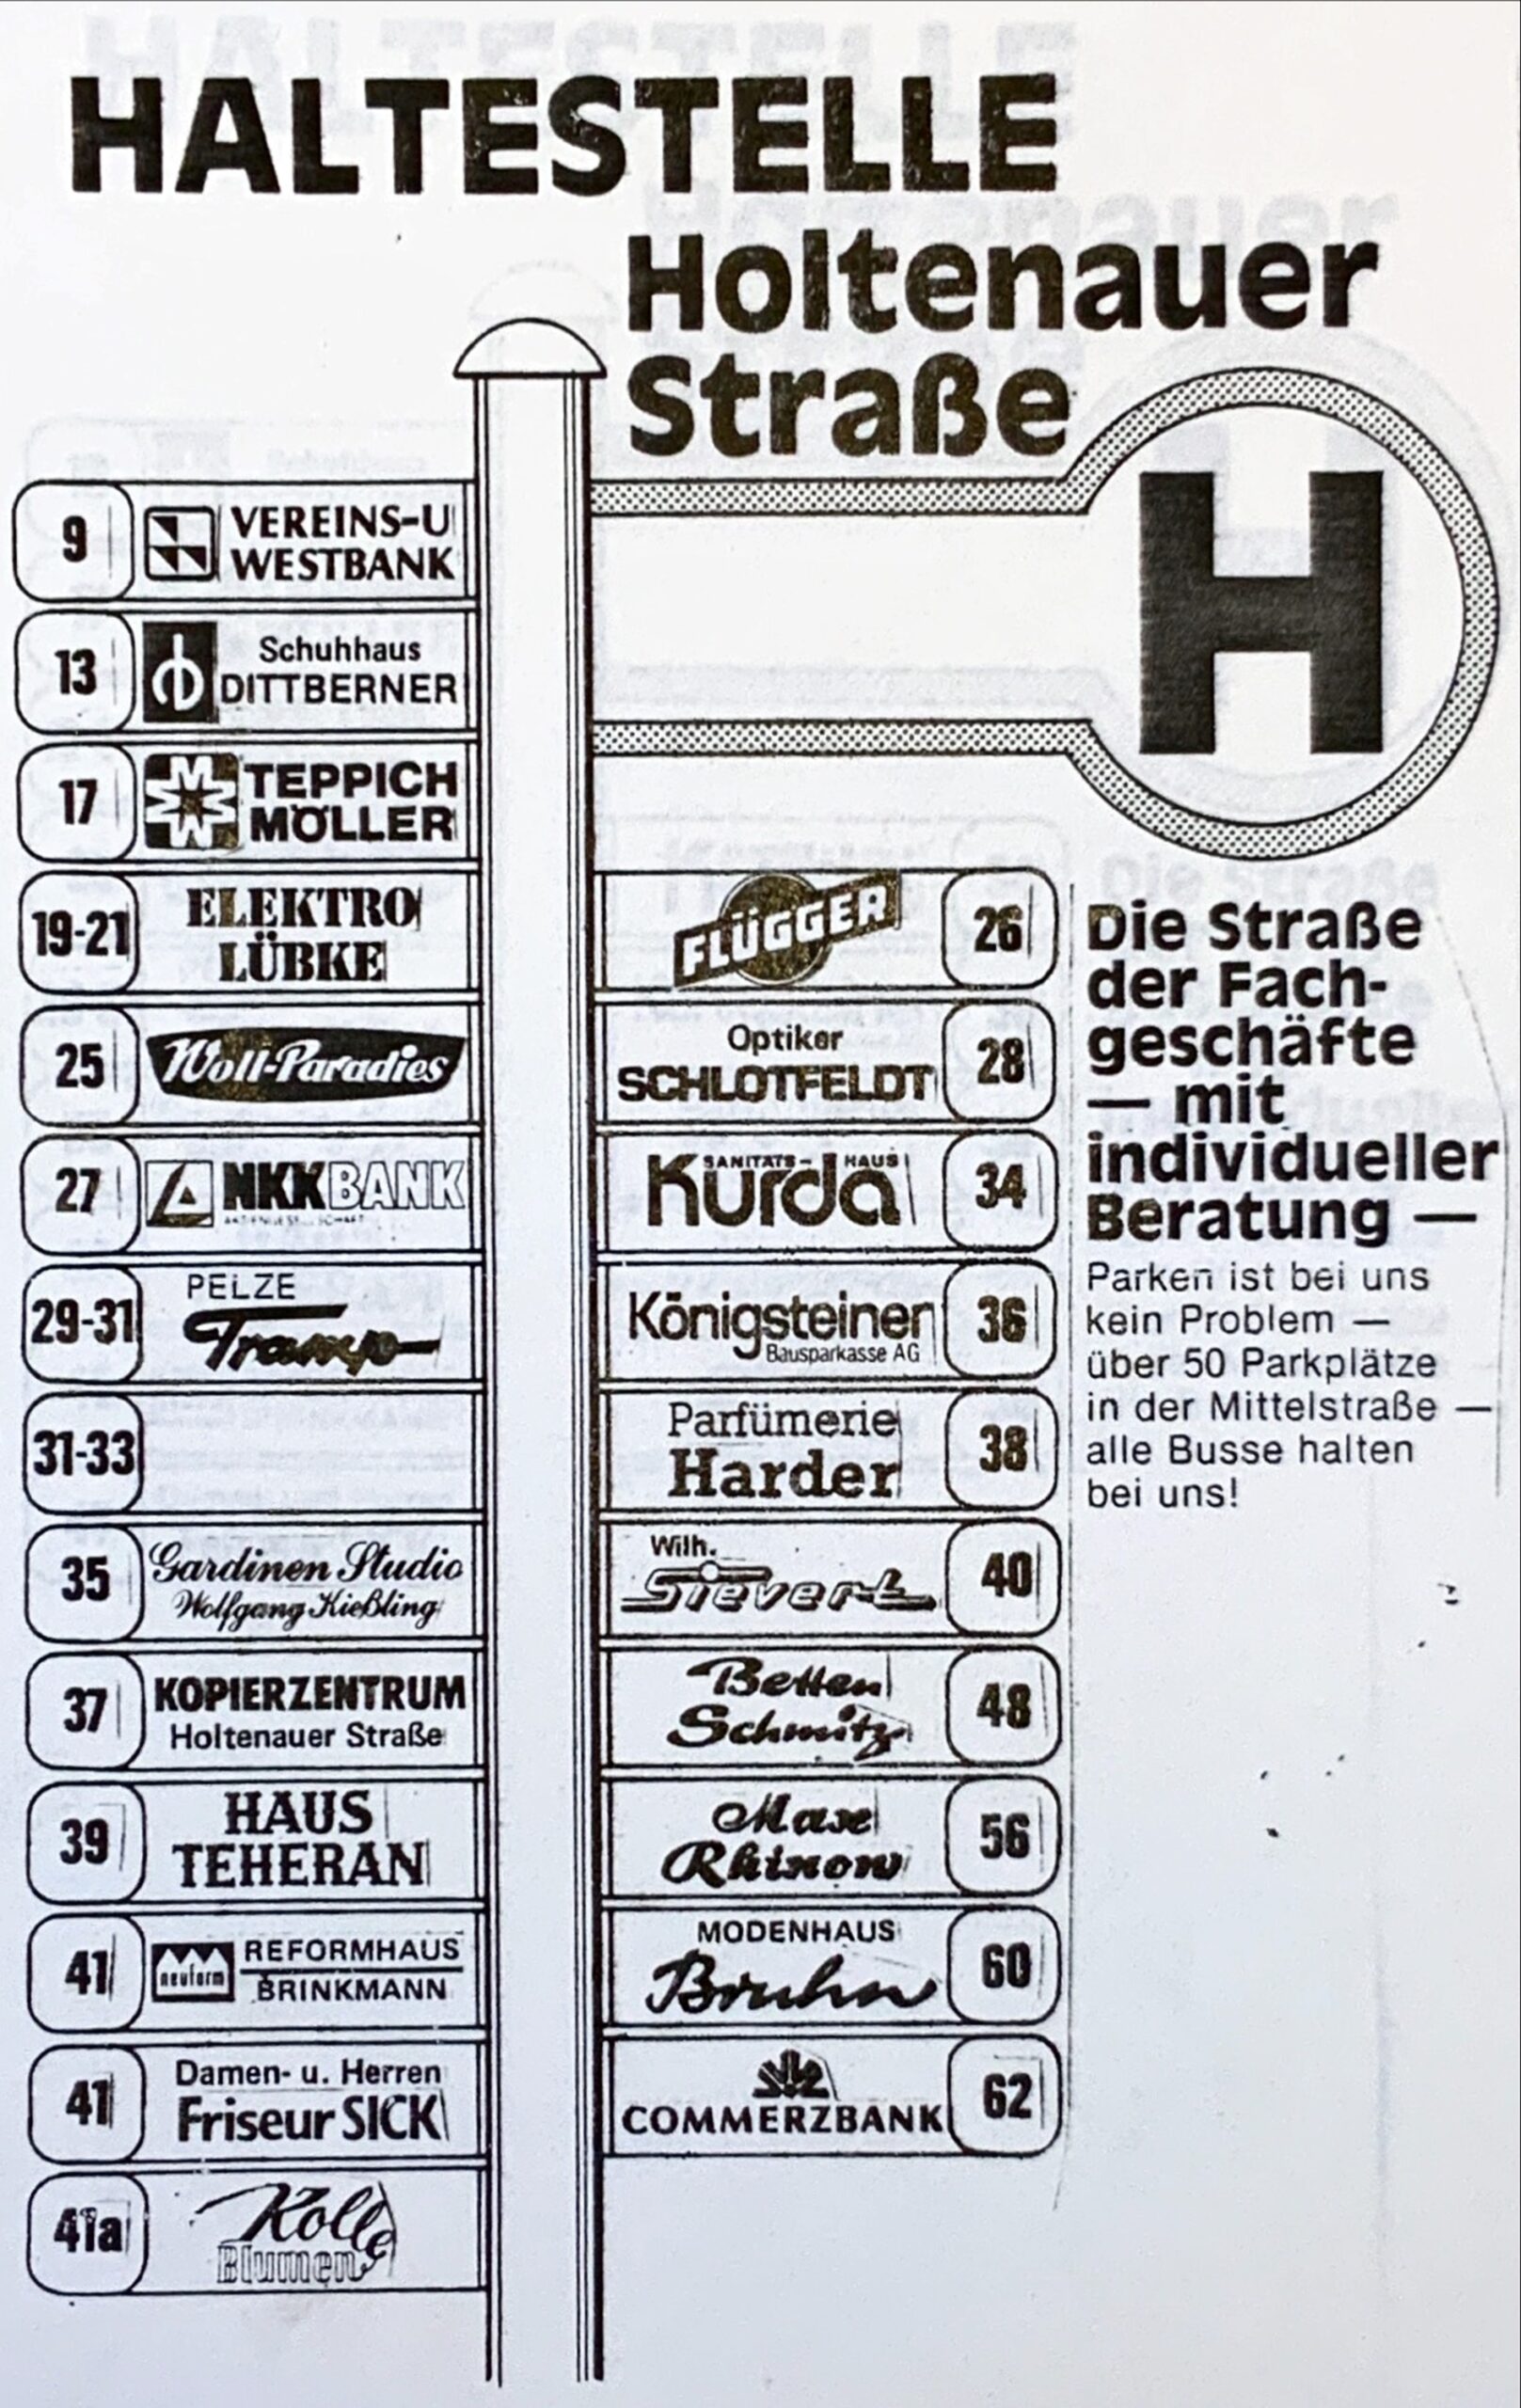 HALTESTELLE
Holtenauer
Straße
H
9
VEREINS-U
WESTBANK
13
Schuhhaus
DITTBERNER
17
TEPPICH
MÖLLER
19-21
ELEKTRO
LÜBKE
25
Woll-Paradies
27
NKK BANK
29-31
PELZE
Tramp
31-33
35
Gardinen Studio
Wolfgang Kießling
37
KOPIERZENTRUM
Holtenauer Straße
39
HAUS
TEHERAN
41
neuform
REFORMHAUS
BRINKMANN
41
Damen- u. Herren
Friseur SICK
41a
Kolls
Blumen
FLÜGGER
26
Optiker
SCHLOTFELDT
28
SANITÄTS-HAUS
Kurda
34
Königsteiner
Bausparkasse AG
36
Parfümerie
Harder
38
Wilh.
Sievert
40
Betten
Schmitz
48
Max
Rhinow
56
MODENHAUS
Bruhn
60
COMMERZBANK
62
Die Straße
der Fach-
geschäfte
— mit
individueller
Beratung —
Parken ist bei uns
kein Problem —
über 50 Parkplätze
in der Mittelstraße —
alle Busse halten
bei uns!